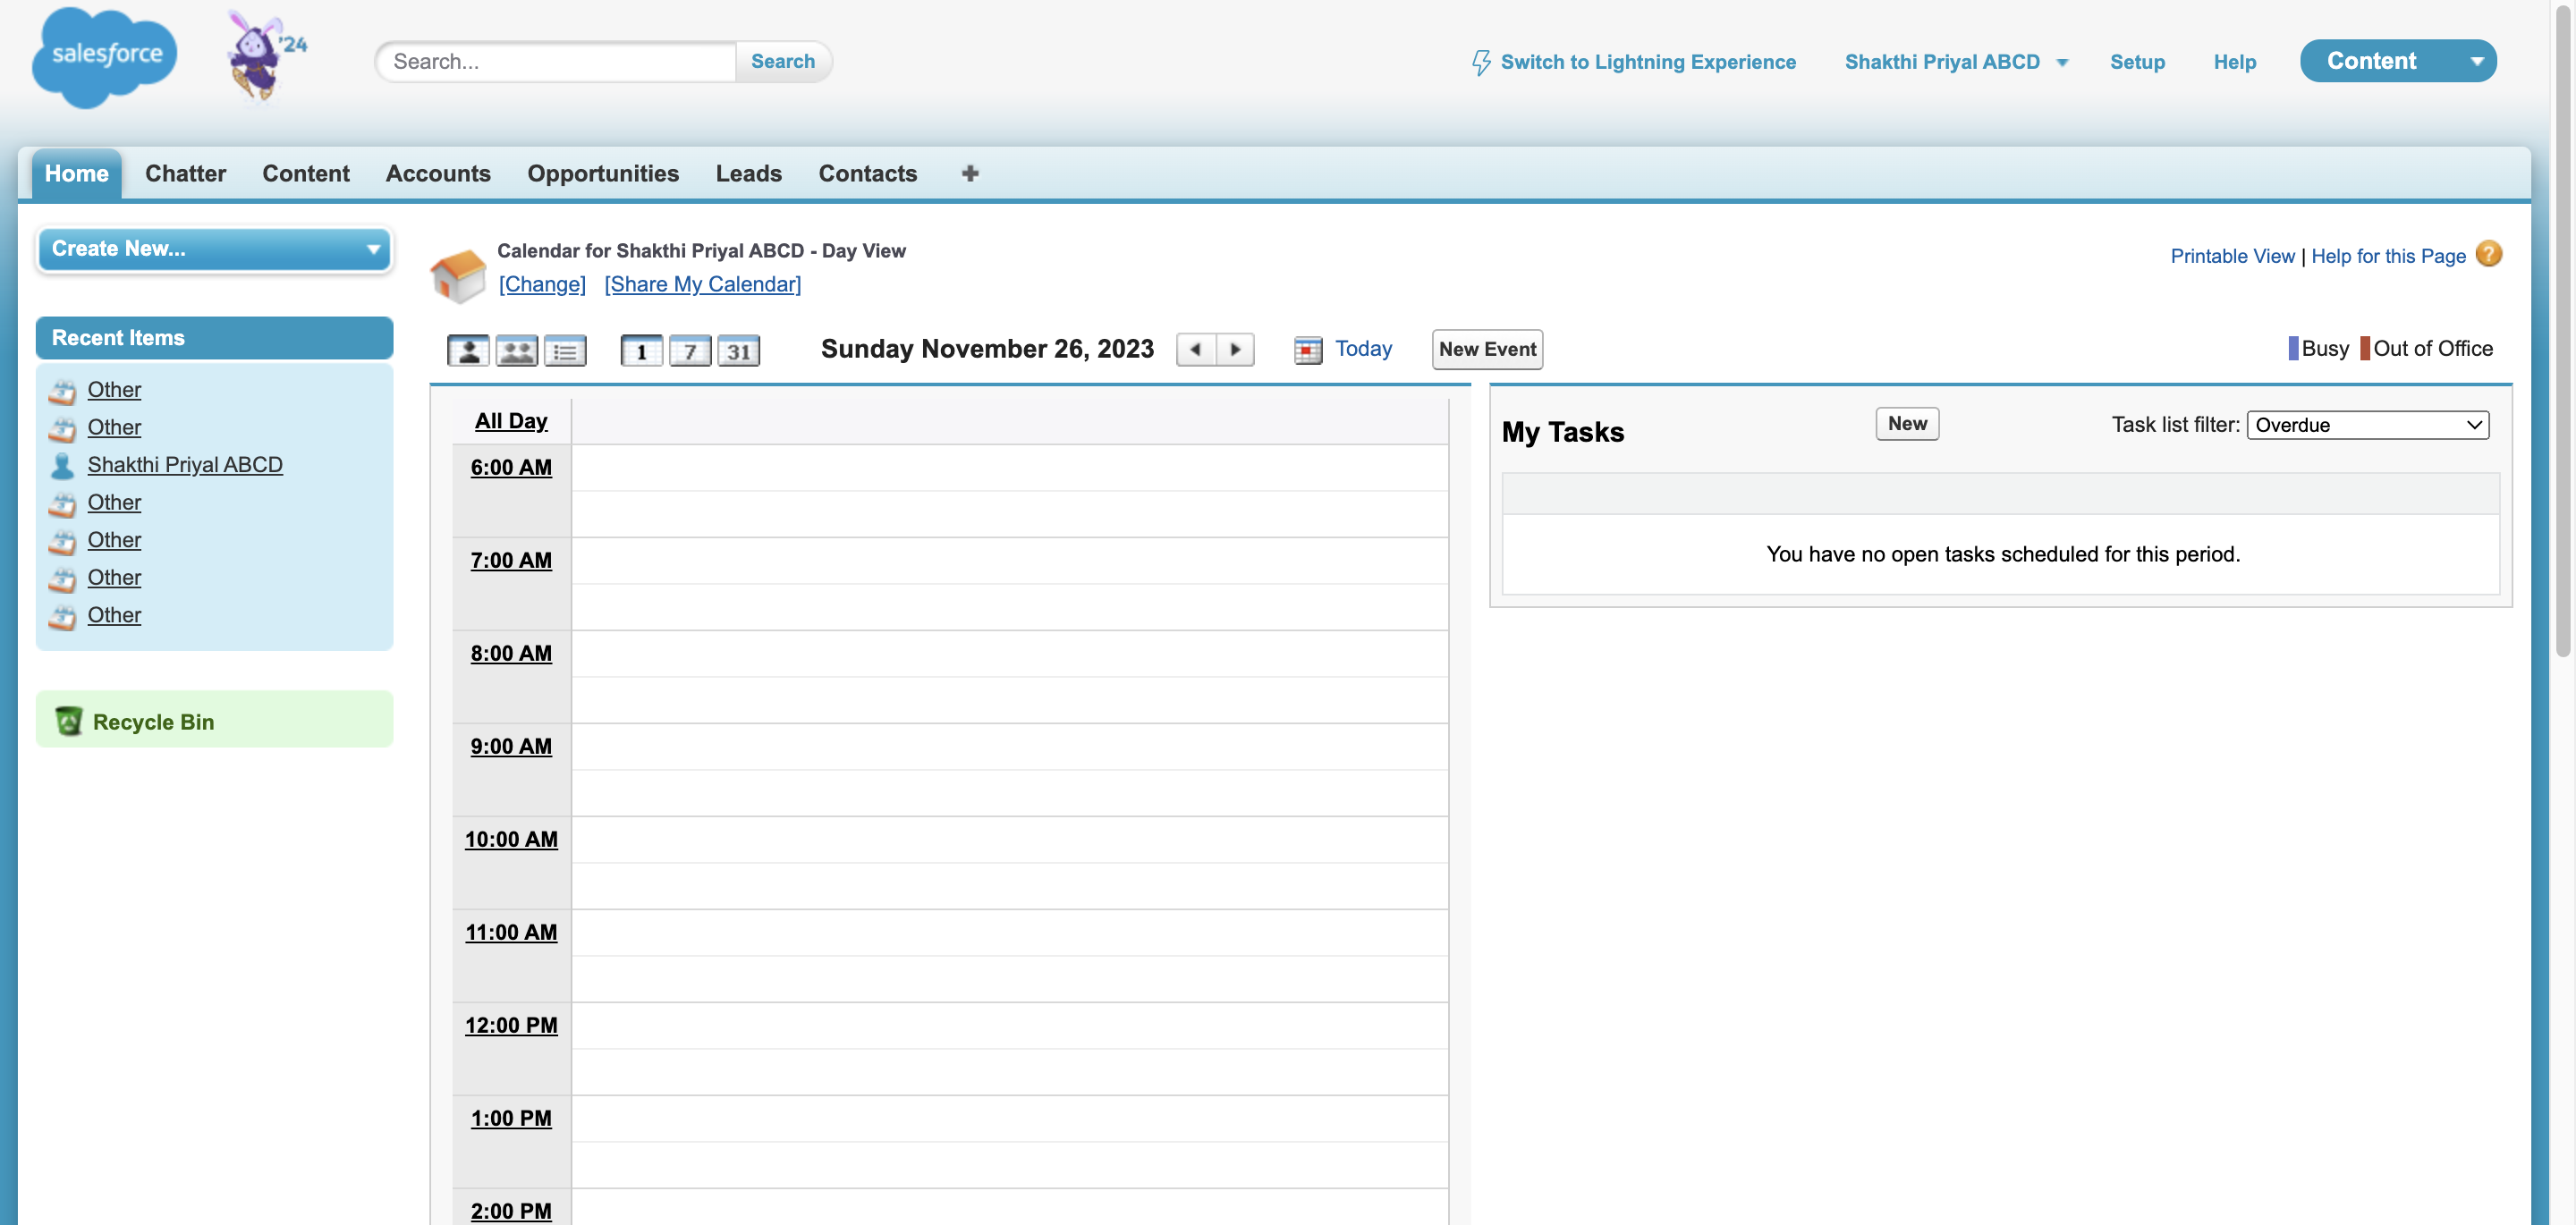 salesforce
'24
Search...
Search
Switch to Lightning Experience
Shakthi Priyal ABCD
Setup
Help
Content
Home
Chatter
Content
Accounts
Opportunities
Leads
Contacts
Create New...
Recent Items
Other
Other
Shakthi Priyal ABCD
Other
Other
Other
Other
Recycle Bin
Calendar for Shakthi Priyal ABCD - Day View
[Change] [Share My Calendar]
Printable View | Help for this Page ?
1
7
31
Sunday November 26, 2023
Today
New Event
Busy
Out of Office
All Day
6:00 AM
7:00 AM
8:00 AM
9:00 AM
10:00 AM
11:00 AM
12:00 PM
1:00 PM
2:00 PM
My Tasks
New
Task list filter: Overdue
You have no open tasks scheduled for this period.